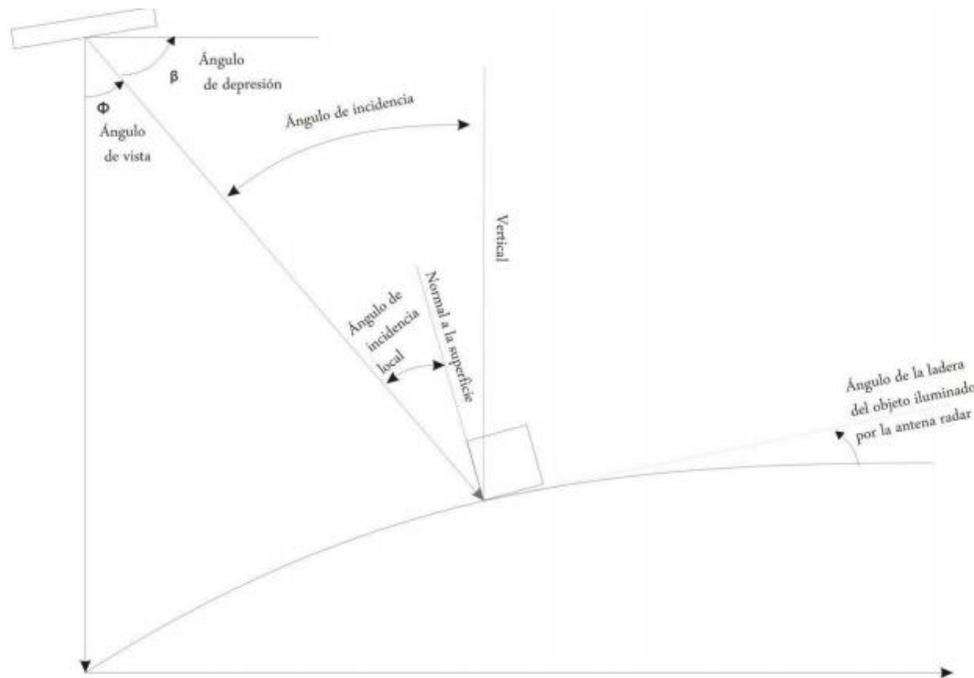 Ángulo
de depresión
β
Φ
Ángulo
de vista
Ángulo de incidencia
Vertical
Ángulo de
incidencia
local
Normal a la superficie
Ángulo de la ladera
del objeto iluminado
por la antena radar